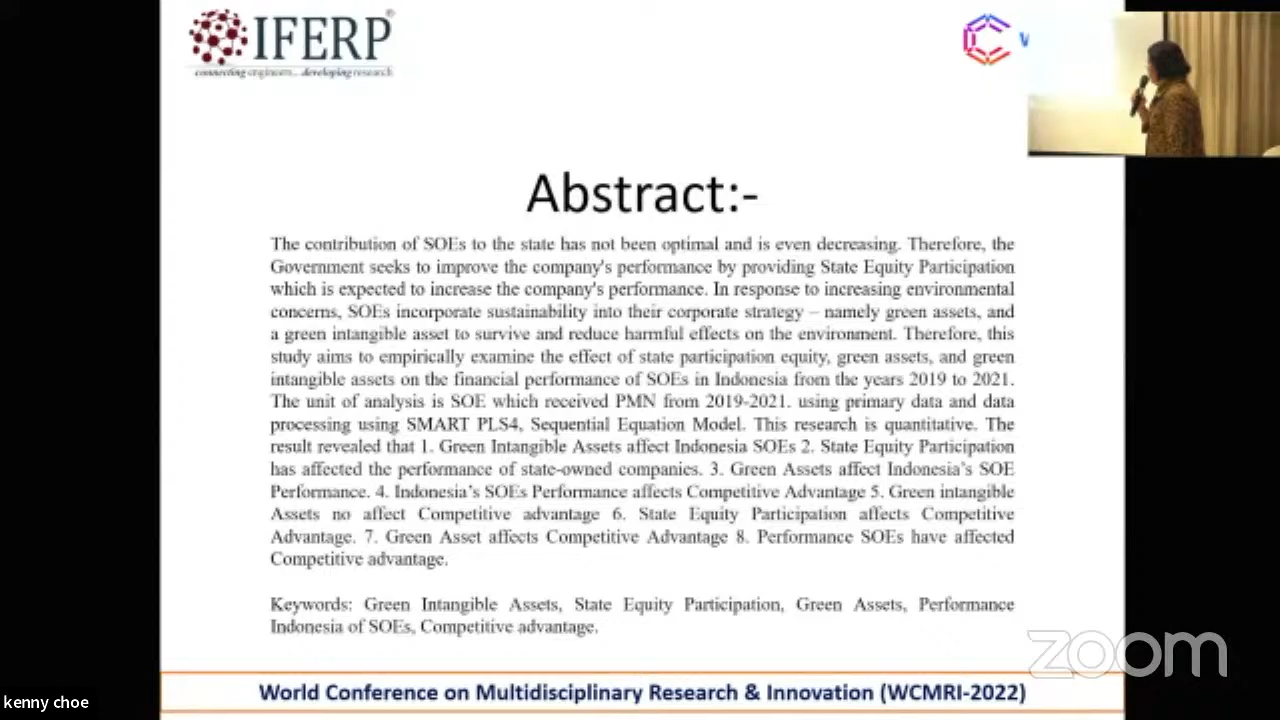 IFERP®
connecting engineers... developing research
Abstract:-
The contribution of SOEs to the state has not been optimal and is even decreasing. Therefore, the
Government seeks to improve the company's performance by providing State Equity Participation
which is expected to increase the company's performance. In response to increasing environmental
concerns, SOEs incorporate sustainability into their corporate strategy – namely green assets, and
a green intangible asset to survive and reduce harmful effects on the environment. Therefore, this
study aims to empirically examine the effect of state participation equity, green assets, and green
intangible assets on the financial performance of SOEs in Indonesia from the years 2019 to 2021.
The unit of analysis is SOE which received PMN from 2019-2021. using primary data and data
processing using SMART PLS4, Sequential Equation Model. This research is quantitative. The
result revealed that 1. Green Intangible Assets affect Indonesia SOEs 2. State Equity Participation
has affected the performance of state-owned companies. 3. Green Assets affect Indonesia's SOE
Performance. 4. Indonesia's SOEs Performance affects Competitive Advantage 5. Green intangible
Assets no affect Competitive advantage 6. State Equity Participation affects Competitive
Advantage. 7. Green Asset affects Competitive Advantage 8. Performance SOEs have affected
Competitive advantage.
Keywords: Green Intangible Assets, State Equity Participation, Green Assets, Performance
Indonesia of SOEs, Competitive advantage.
zoom
World Conference on Multidisciplinary Research & Innovation (WCMRI-2022)
kenny choe